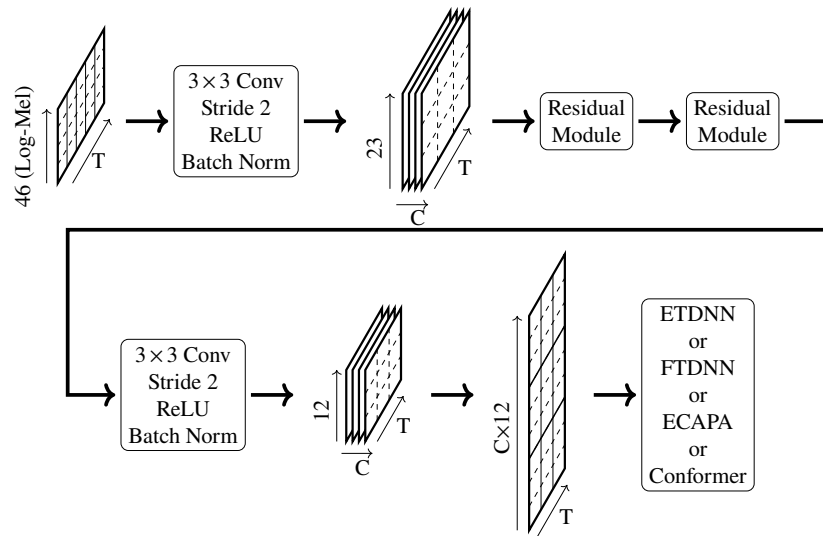 46 (Log-Mel)
T
3×3 Conv
Stride 2
ReLU
Batch Norm
23
C
T
Residual
Module
Residual
Module
3×3 Conv
Stride 2
ReLU
Batch Norm
12
C
T
C×12
T
ETDNN
or
FTDNN
or
ECAPA
or
Conformer